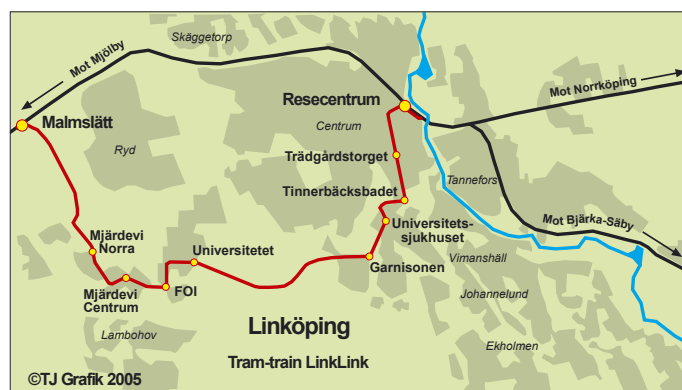 Skäggetorp
Mot Mjölby
Mot Norrköping
Resecentrum
Malmslätt
Centrum
Ryd
Trädgårdstorget
Tannefors
Tinnerbäcksbadet
Mot Bjärka-Säby
Universitets-
sjukhuset
Mjärdevi
Norra
Universitetet
Vimanshäll
Garnisonen
Mjärdevi
Centrum
FOI
Johannelund
Linköping
Lambohov
Ekholmen
Tram-train LinkLink
©TJ Grafik 2005